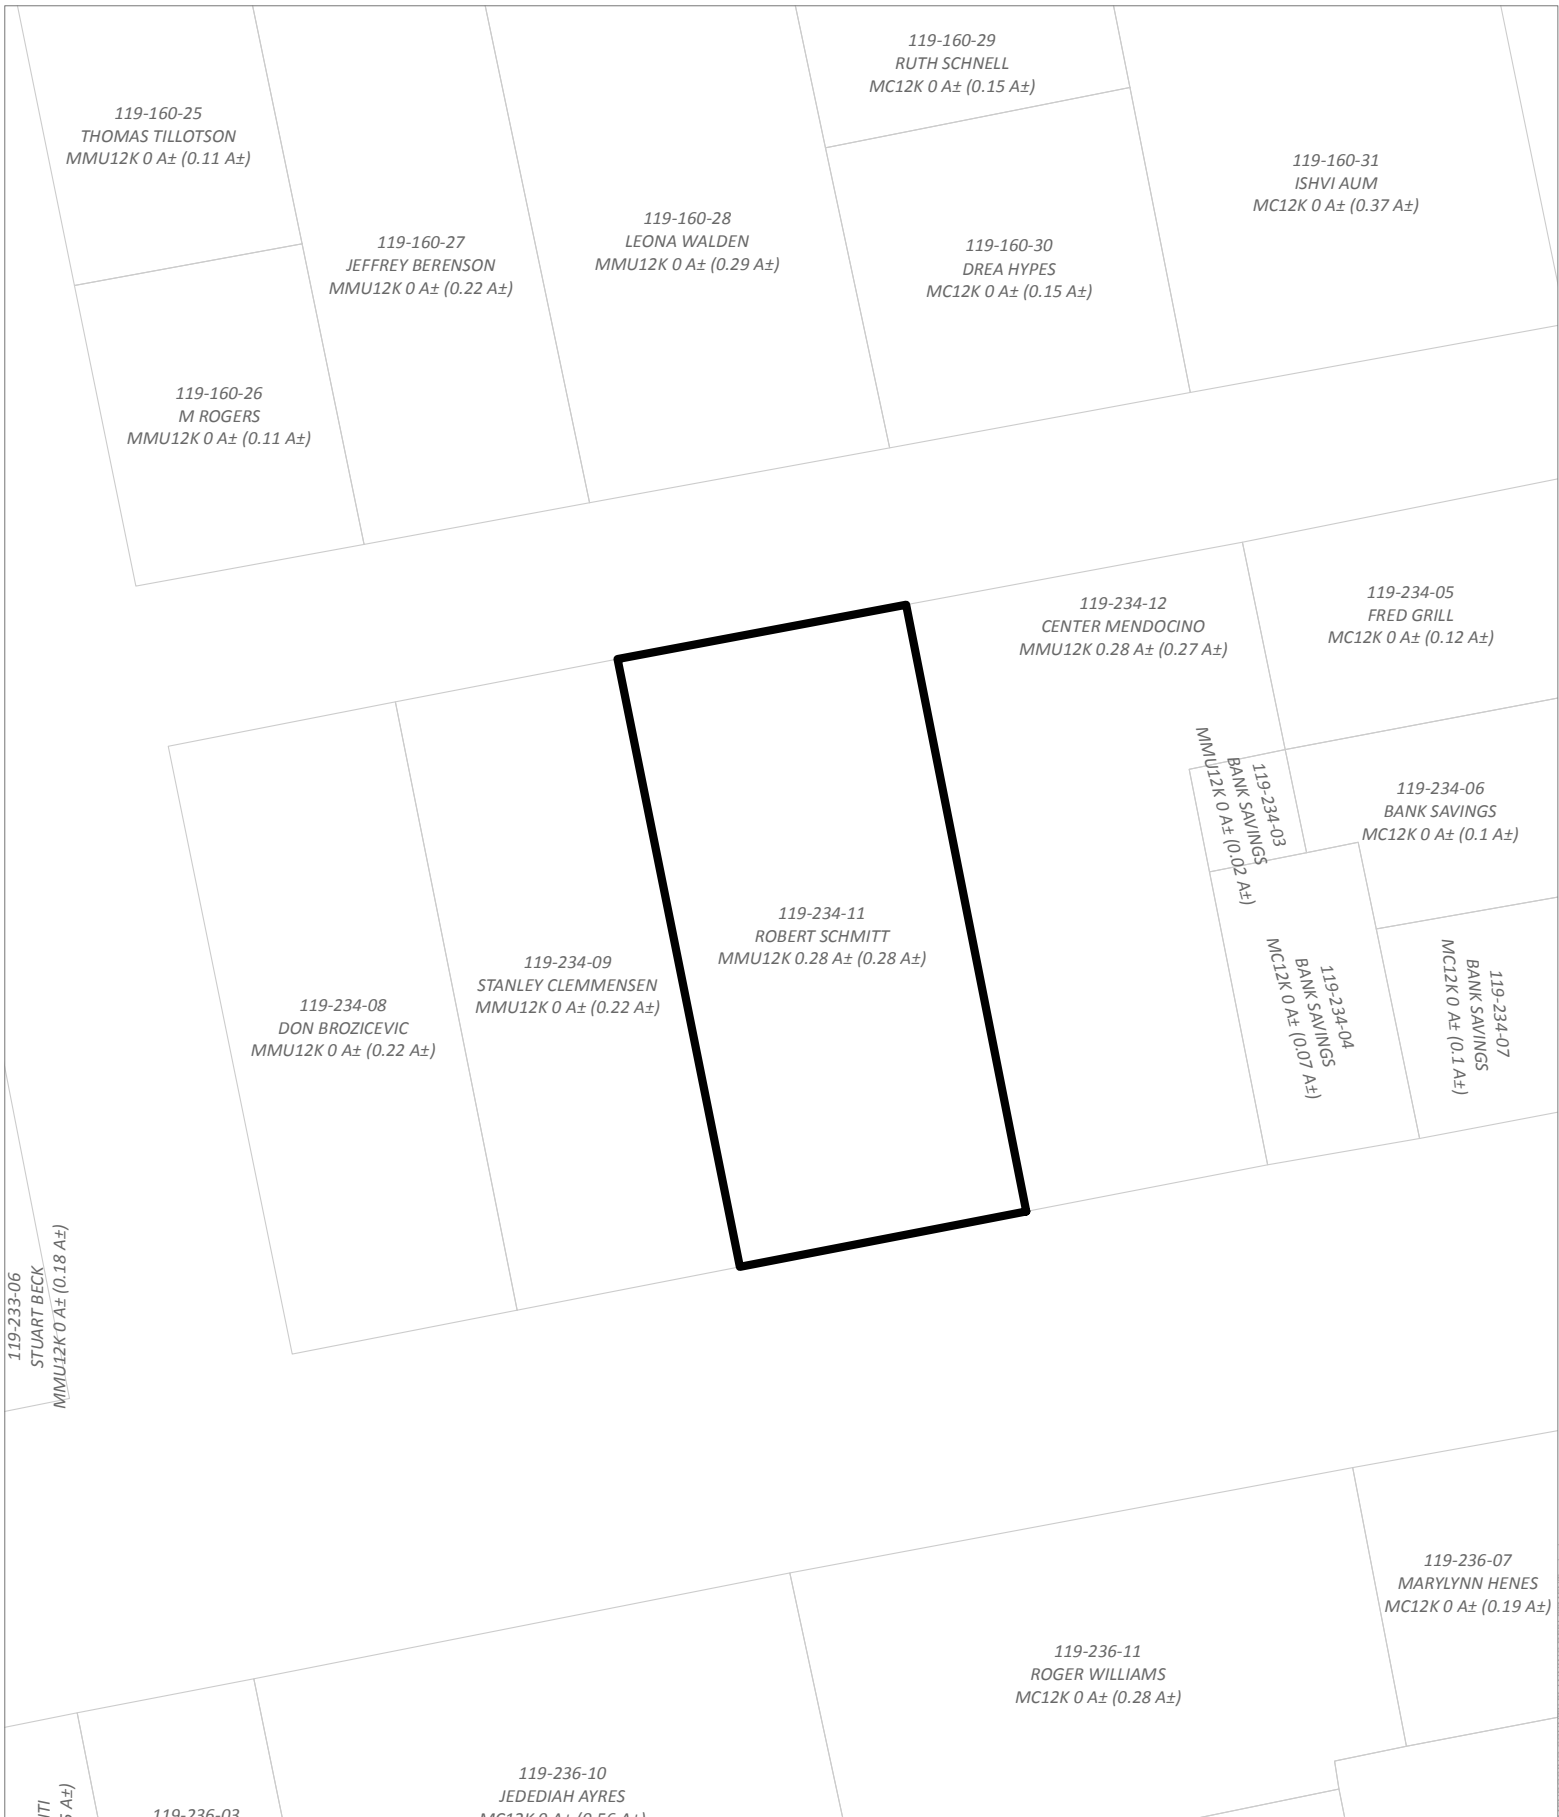 119-160-29
RUTH SCHNELL
MC12K 0 A± (0.15 A±)
119-160-25
THOMAS TILLOTSON
MMU12K 0 A± (0.11 A±)
119-160-31
ISHVI AUM
MC12K 0 A± (0.37 A±)
119-160-28
LEONA WALDEN
MMU12K 0 A± (0.29 A±)
119-160-27
JEFFREY BERENSON
MMU12K 0 A± (0.22 A±)
119-160-30
DREA HYPES
MC12K 0 A± (0.15 A±)
119-160-26
M ROGERS
MMU12K 0 A± (0.11 A±)
119-234-12
CENTER MENDOCINO
MMU12K 0.28 A± (0.27 A±)
119-234-05
FRED GRILL
MC12K 0 A± (0.12 A±)
119-234-03
BANK SAVINGS
MMU12K 0 A± (0.02 A±)
119-234-06
BANK SAVINGS
MC12K 0 A± (0.1 A±)
119-234-11
ROBERT SCHMITT
MMU12K 0.28 A± (0.28 A±)
119-234-09
STANLEY CLEMMENSEN
MMU12K 0 A± (0.22 A±)
119-234-08
DON BROZICEVIC
MMU12K 0 A± (0.22 A±)
119-234-04
BANK SAVINGS
MC12K 0 A± (0.07 A±)
119-234-07
BANK SAVINGS
MC12K 0 A± (0.1 A±)
119-233-06
STUART BECK
MMU12K 0 A± (0.18 A±)
119-236-07
MARYLYNN HENES
MC12K 0 A± (0.19 A±)
119-236-11
ROGER WILLIAMS
MC12K 0 A± (0.28 A±)
119-236-10
JEDEDIAH AYRES
MC12K 0 A± (0.56 A±)
119-236-03
A±)